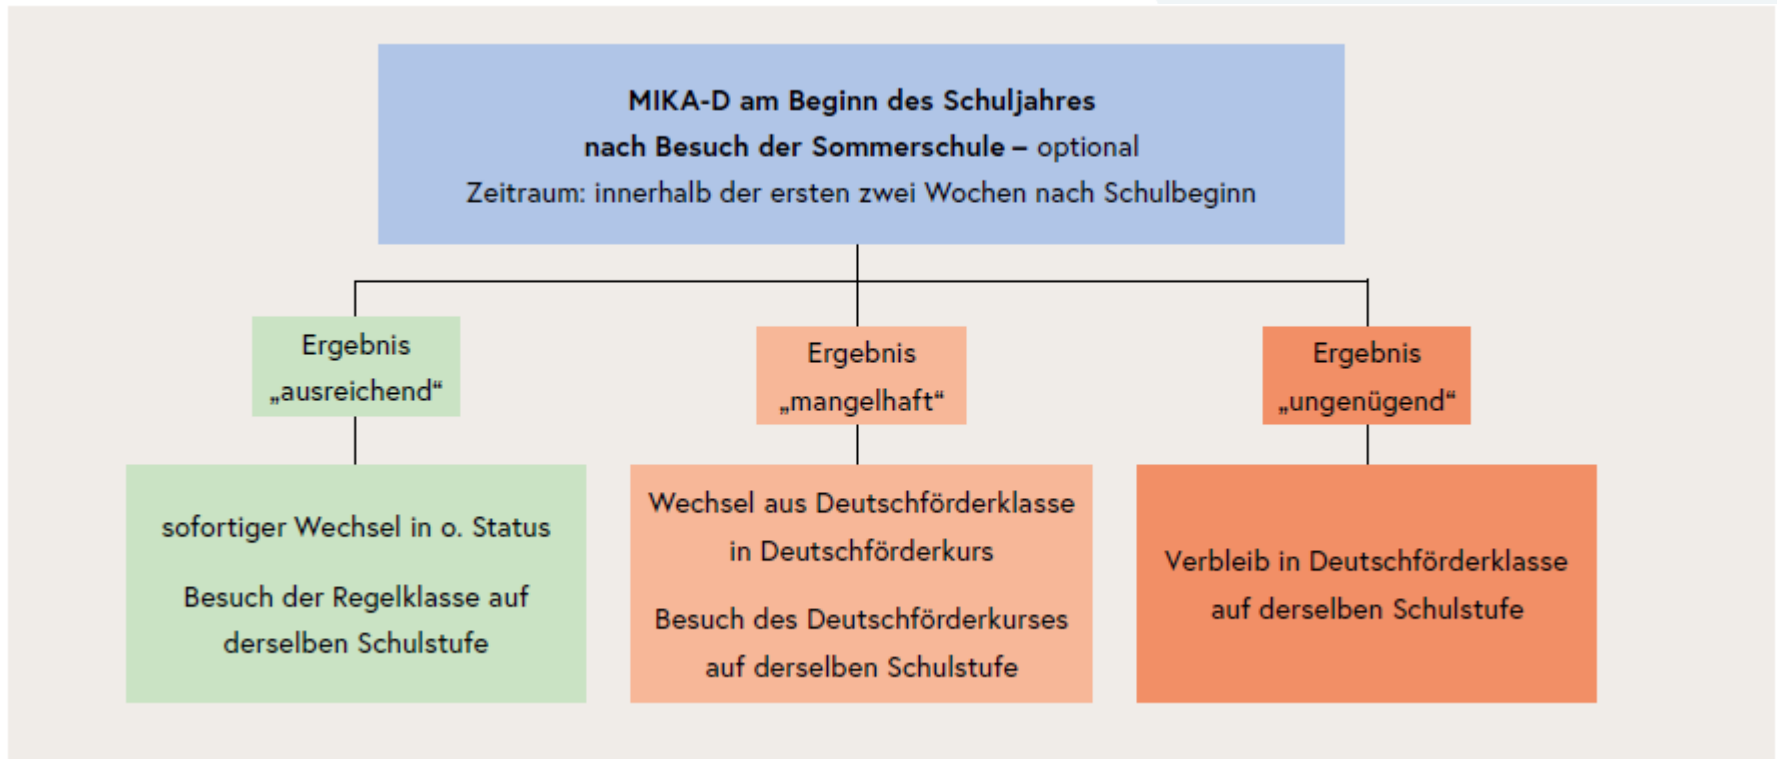 MIKA-D am Beginn des Schuljahres
nach Besuch der Sommerschule – optional
Zeitraum: innerhalb der ersten zwei Wochen nach Schulbeginn
Ergebnis
„ausreichend“
sofortiger Wechsel in o. Status
Besuch der Regelklasse auf
derselben Schulstufe
Ergebnis
„mangelhaft“
Wechsel aus Deutschförderklasse
in Deutschförderkurs
Besuch des Deutschförderkurses
auf derselben Schulstufe
Ergebnis
„ungenügend“
Verbleib in Deutschförderklasse
auf derselben Schulstufe